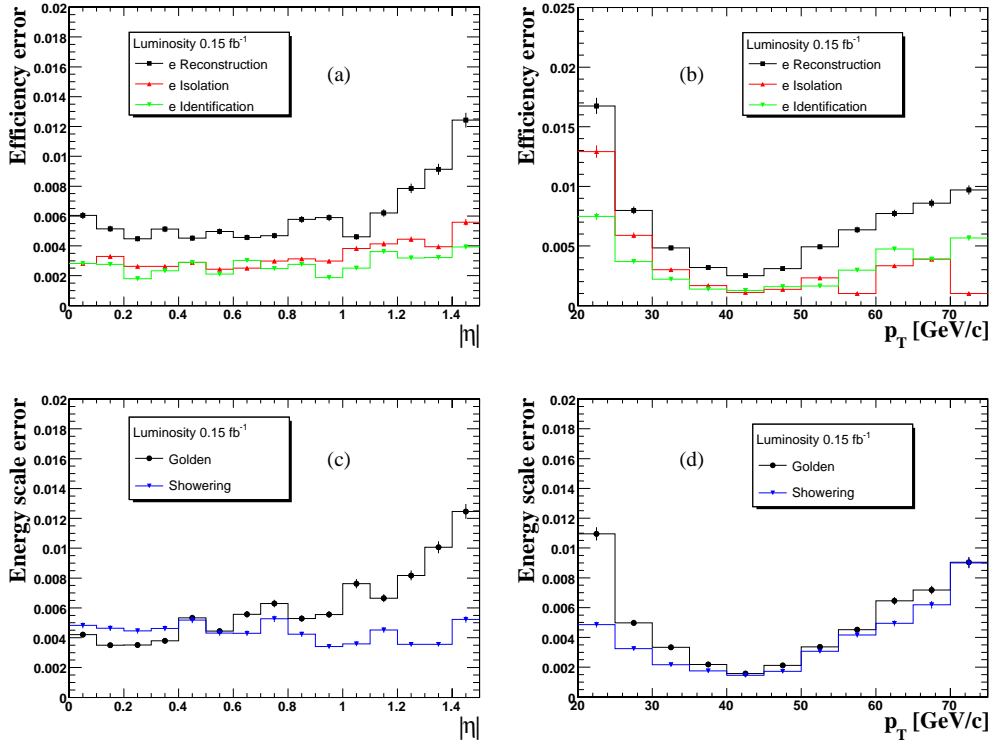 Efficiency error
0.02
0.018
0.016
0.014
0.012
0.01
0.008
0.006
0.004
0.002
0
Luminosity 0.15 fb⁻¹
e Reconstruction
e Isolation
e Identification
(a)
0 0.2 0.4 0.6 0.8 1 1.2 1.4
|η|
Efficiency error
0.025
0.02
0.015
0.01
0.005
0
Luminosity 0.15 fb⁻¹
e Reconstruction
e Isolation
e Identification
(b)
20 30 40 50 60 70
p_T [GeV/c]
Energy scale error
0.02
0.018
0.016
0.014
0.012
0.01
0.008
0.006
0.004
0.002
0
Luminosity 0.15 fb⁻¹
Golden
Showering
(c)
0 0.2 0.4 0.6 0.8 1 1.2 1.4
|η|
Energy scale error
0.02
0.018
0.016
0.014
0.012
0.01
0.008
0.006
0.004
0.002
0
Luminosity 0.15 fb⁻¹
Golden
Showering
(d)
20 30 40 50 60 70
p_T [GeV/c]